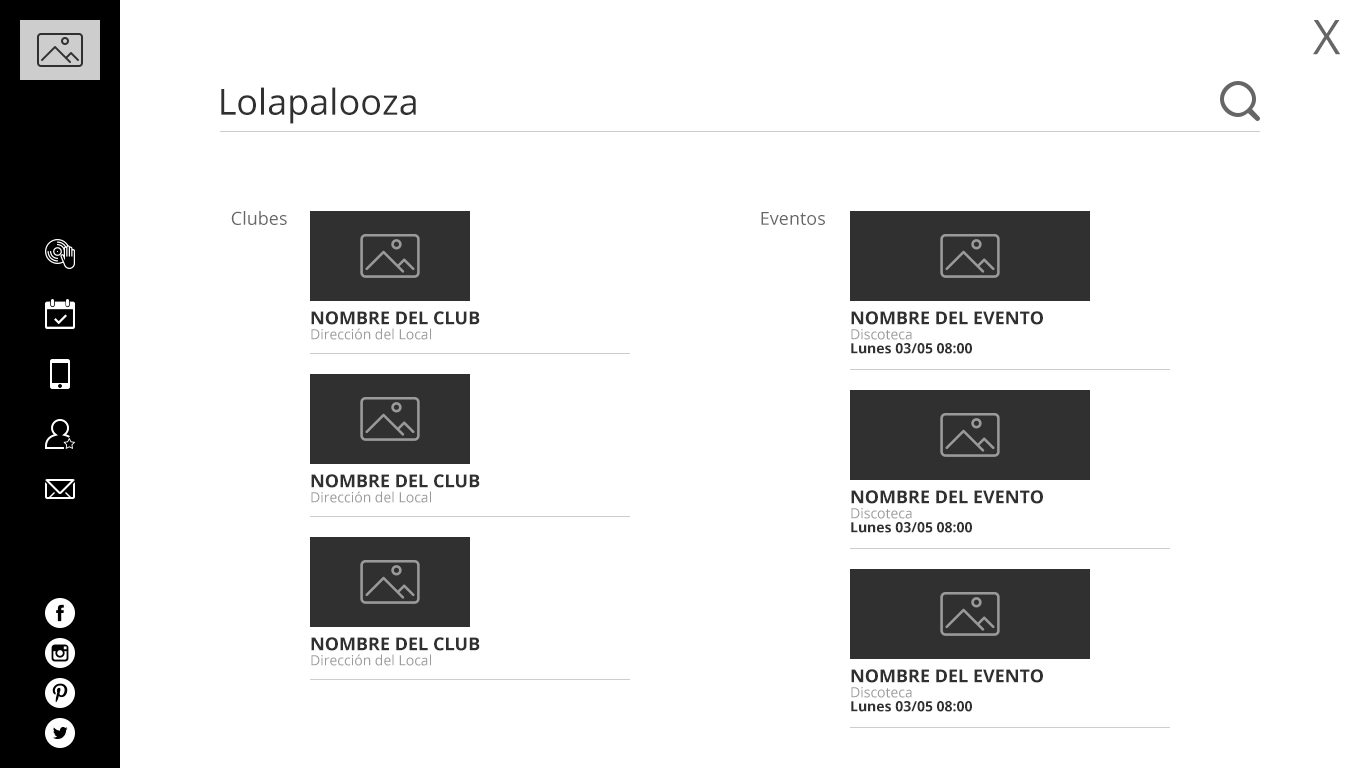 X
Lolapalooza
Clubes
NOMBRE DEL CLUB
Dirección del Local
NOMBRE DEL CLUB
Dirección del Local
NOMBRE DEL CLUB
Dirección del Local
Eventos
NOMBRE DEL EVENTO
Discoteca
Lunes 03/05 08:00
NOMBRE DEL EVENTO
Discoteca
Lunes 03/05 08:00
NOMBRE DEL EVENTO
Discoteca
Lunes 03/05 08:00